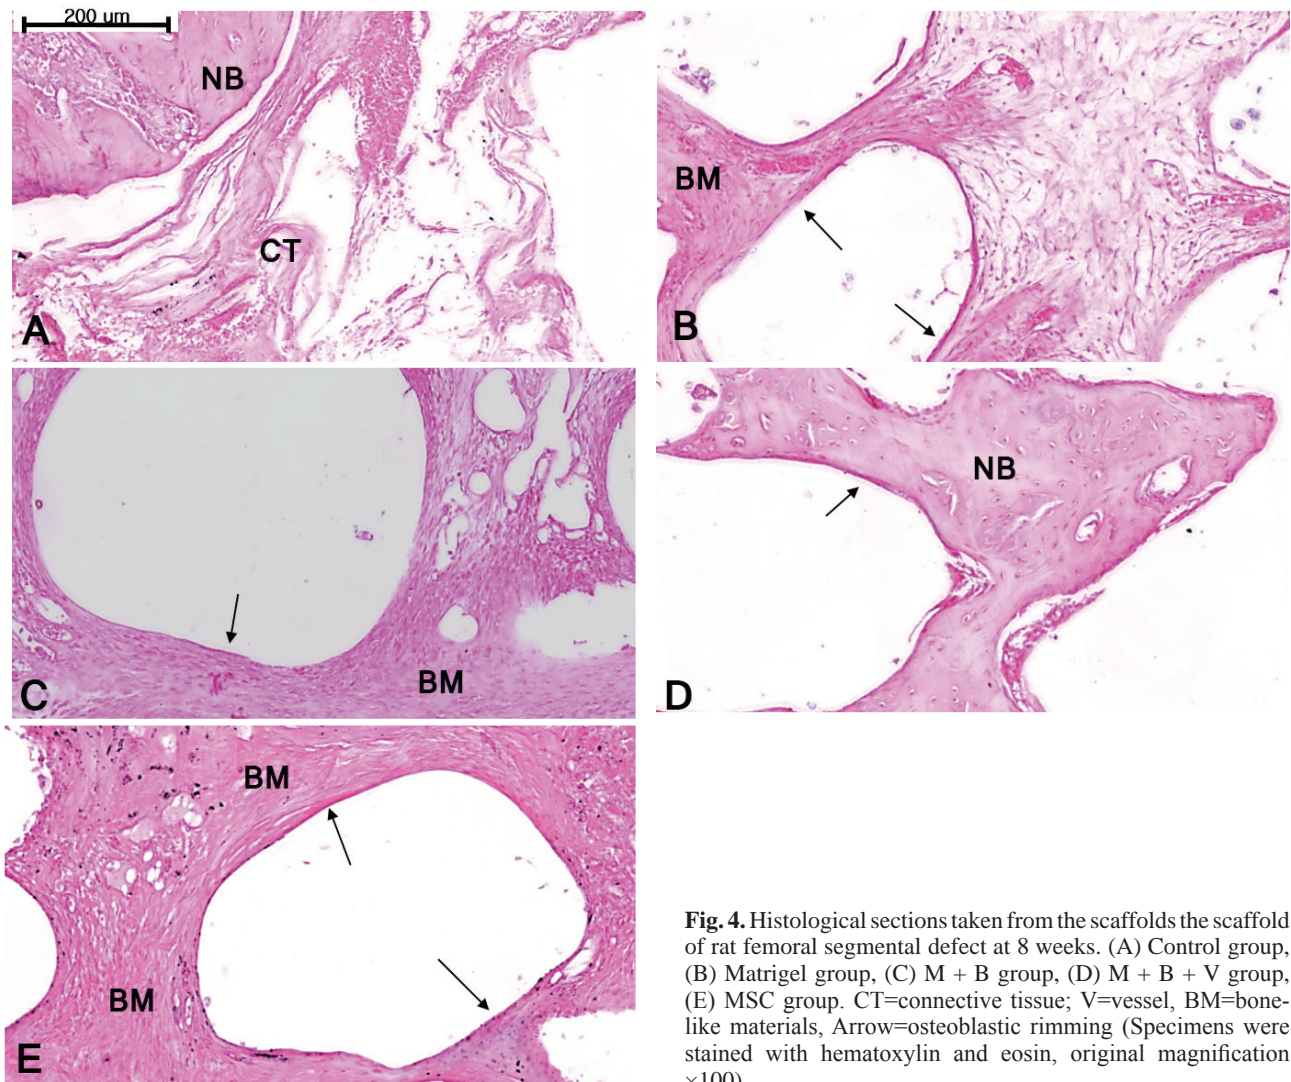 200 um
NB
CT
A
BM
B
C
BM
NB
D
BM
BM
E
Fig. 4. Histological sections taken from the scaffolds the scaffold
of rat femoral segmental defect at 8 weeks. (A) Control group,
(B) Matrigel group, (C) M + B group, (D) M + B + V group,
(E) MSC group. CT=connective tissue; V=vessel, BM=bone-
like materials, Arrow=osteoblastic rimming (Specimens were
stained with hematoxylin and eosin, original magnification
×100)